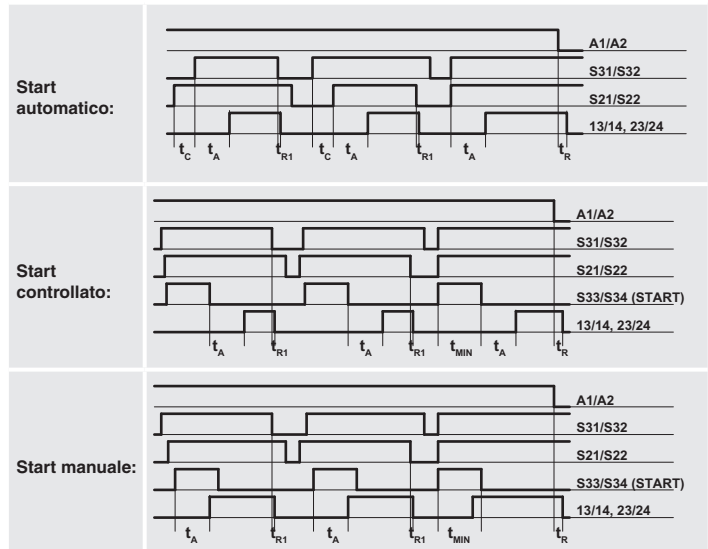 Start
automatico:
A1/A2
S31/S32
S21/S22
13/14, 23/24
tC tA tR1 tC tA tR1 tA tR
Start
controllato:
A1/A2
S31/S32
S21/S22
S33/S34 (START)
13/14, 23/24
tA tR1 tA tR1 tMIN tA tR
Start manuale:
A1/A2
S31/S32
S21/S22
S33/S34 (START)
13/14, 23/24
tA tR1 tA tR1 tMIN tR